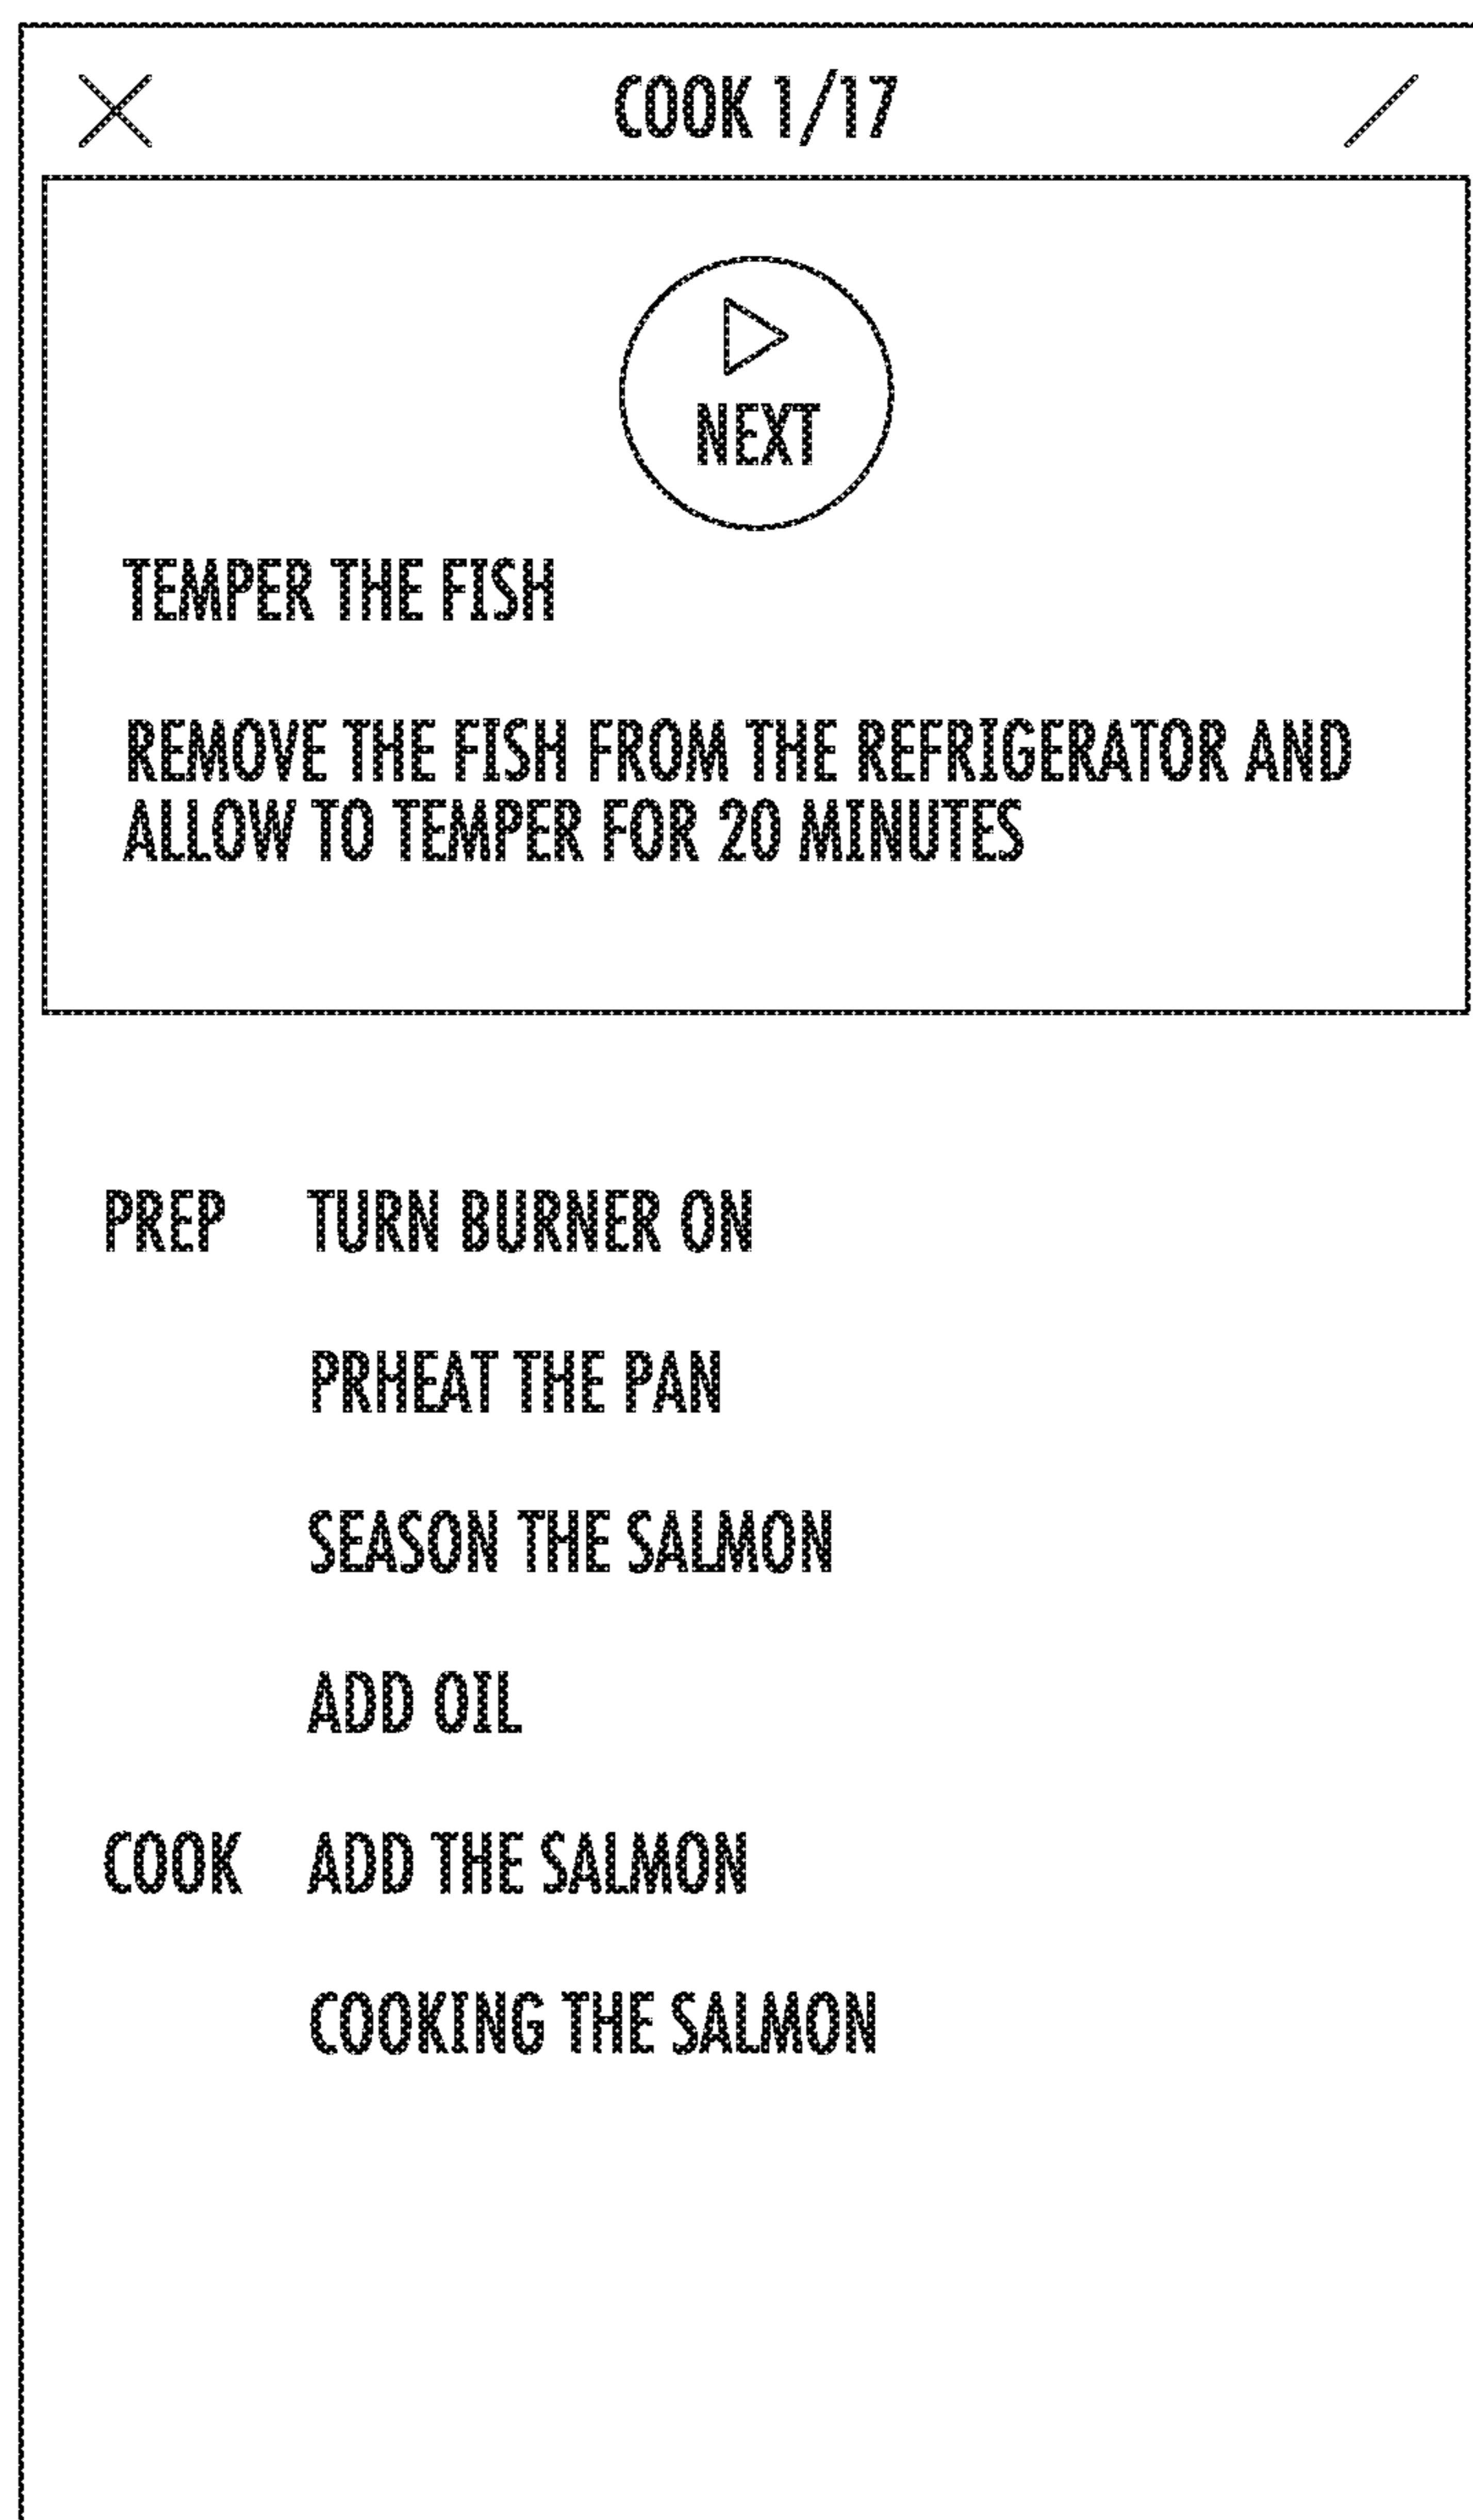 COOK 1/17
NEXT
TEMPER THE FISH
REMOVE THE FISH FROM THE REFRIGERATOR AND
ALLOW TO TEMPER FOR 20 MINUTES
PREP TURN BURNER ON
PRHEAT THE PAN
SEASON THE SALMON
ADD OIL
COOK ADD THE SALMON
COOKING THE SALMON